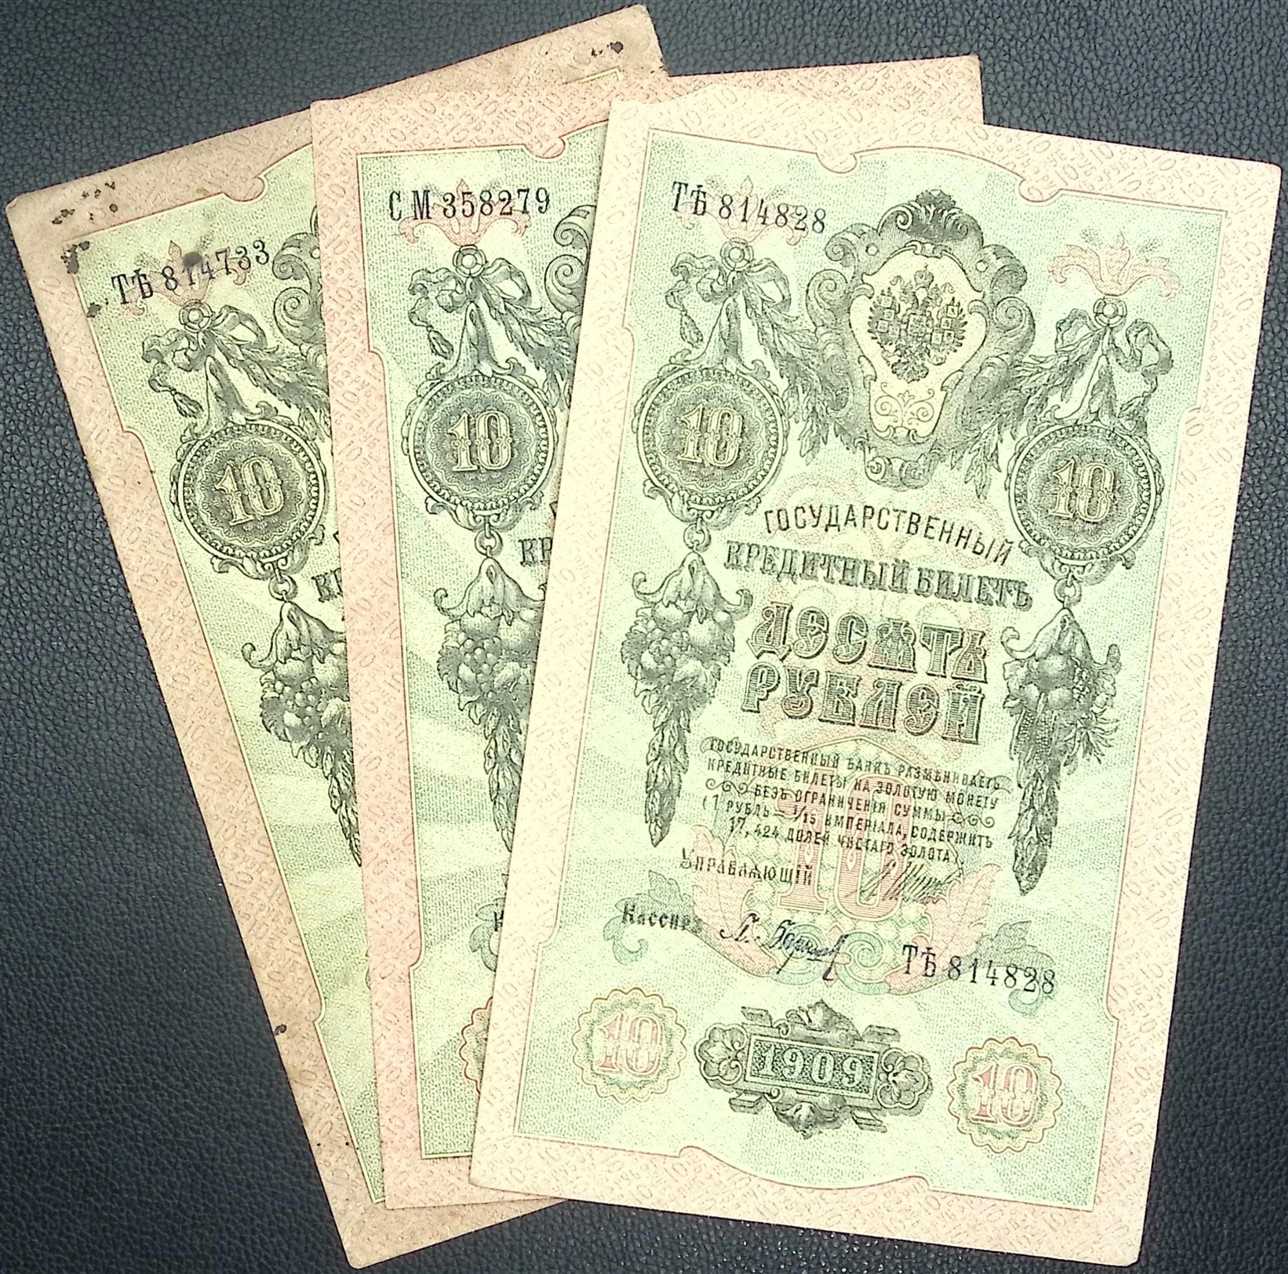 ТѢ 814733
10
СМ 358279
10
ТѢ 814828
10
10
ГОСУДАРСТВЕННЫЙ
КРЕДИТНЫЙ БИЛЕТЪ
ДЕСЯТЬ
РУБЛЕЙ
ГОСУДАРСТВЕННЫЙ БАНКЪ РАЗМѢНИВАЕТЪ
КРЕДИТНЫЕ БИЛЕТЫ НА ЗОЛОТУЮ МОНЕТУ
БЕЗЪ ОГРАНИЧЕНІЯ СУММЫ
(1 РУБЛЬ = 1/15 ИМПЕРІАЛА, СОДЕРЖИТЪ
17,424 ДОЛЕЙ ЧИСТАГО ЗОЛОТА)
10
УПРАВЛЯЮЩІЙ
Кассиръ
ТѢ 814828
10
1909
10